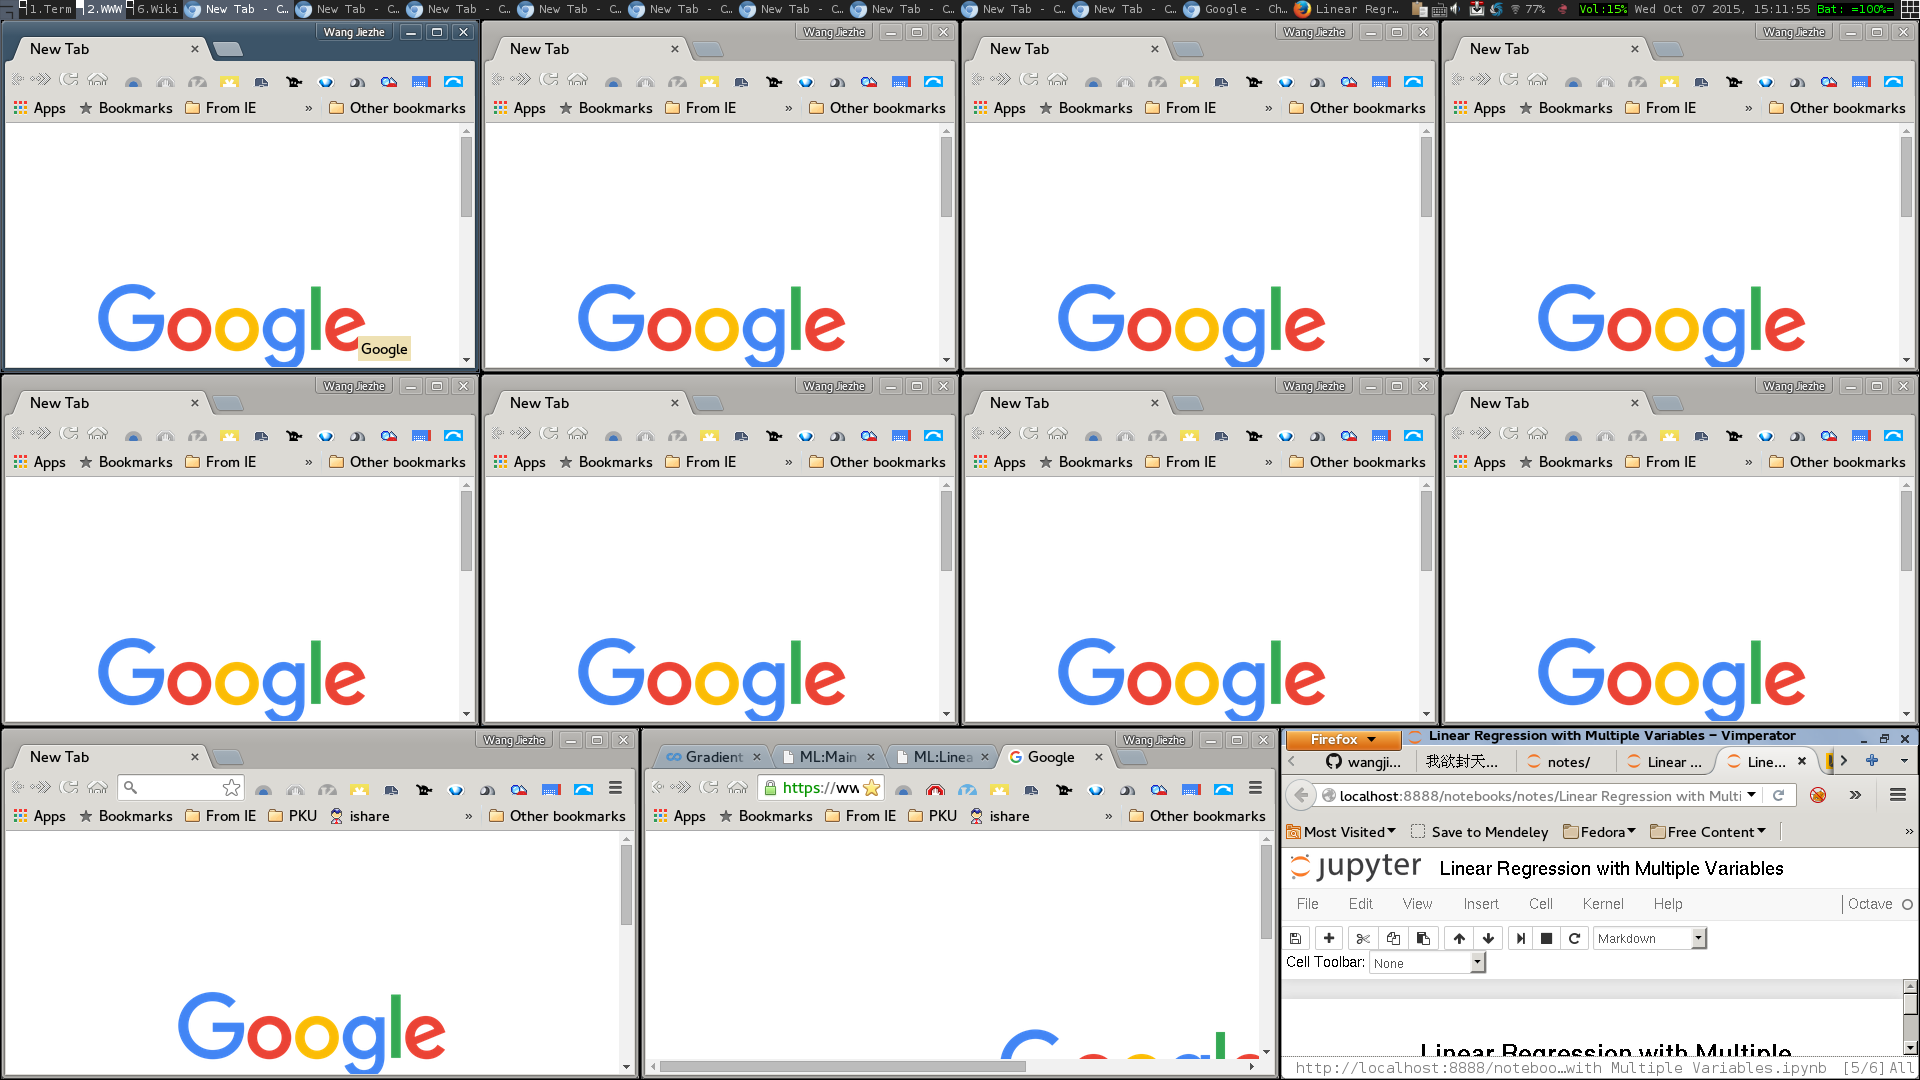 1.Term 2.WWW 6.Wiki New Tab - C… New Tab - C… New Tab - C… New Tab - C… New Tab - C… New Tab - C… New Tab - C… New Tab - C… New Tab - C… Google - Ch… Linear Regr… 77% Vol:15% Wed Oct 07 2015, 15:11:55 Bat: =100%=
Wang Jiezhe Wang Jiezhe Wang Jiezhe Wang Jiezhe
New Tab New Tab New Tab New Tab
Apps Bookmarks From IE » Other bookmarks Apps Bookmarks From IE » Other bookmarks Apps Bookmarks From IE » Other bookmarks Apps Bookmarks From IE » Other bookmarks
Google Google Google Google
Google
Wang Jiezhe Wang Jiezhe Wang Jiezhe Wang Jiezhe
New Tab New Tab New Tab New Tab
Apps Bookmarks From IE » Other bookmarks Apps Bookmarks From IE » Other bookmarks Apps Bookmarks From IE » Other bookmarks Apps Bookmarks From IE » Other bookmarks
Google Google Google Google
Wang Jiezhe
New Tab
Apps Bookmarks From IE PKU ishare » Other bookmarks
Google
Wang Jiezhe
Gradient ML:Main ML:Linea Google
https://ww
Apps Bookmarks From IE PKU ishare » Other bookmarks
Google
Firefox Linear Regression with Multiple Variables - Vimperator
wangji... 我欲封天... notes/ Linear ... Line...
localhost:8888/notebooks/notes/Linear Regression with Multi »
Most Visited Save to Mendeley Fedora Free Content »
jupyter Linear Regression with Multiple Variables
File Edit View Insert Cell Kernel Help Octave
Markdown
Cell Toolbar: None
Linear Regression with Multiple
http://localhost:8888/noteboo…with Multiple Variables.ipynb [5/6] All